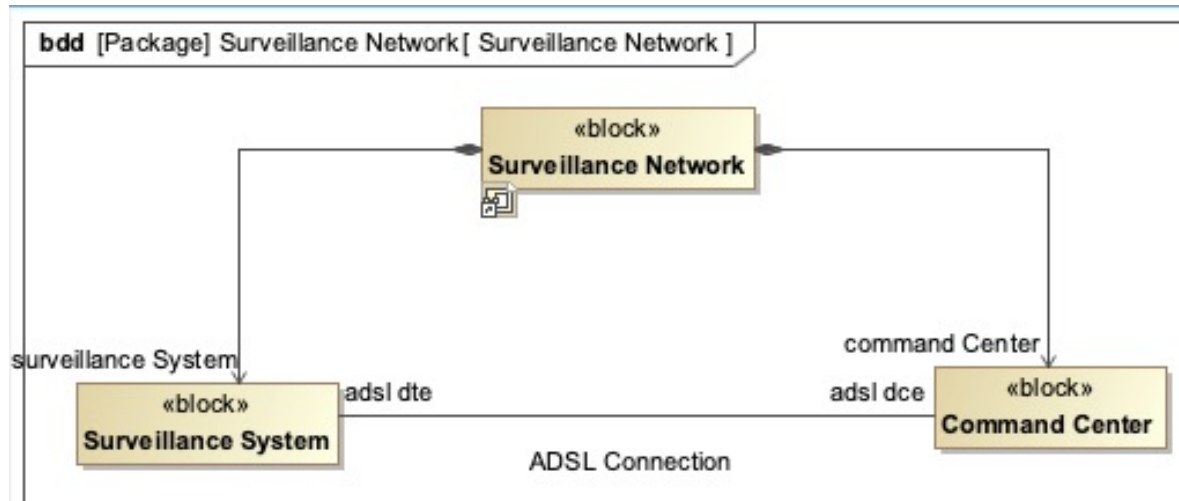 bdd [Package] Surveillance Network[ Surveillance Network ]
«block»
Surveillance Network
surveillance System
command Center
«block»
Surveillance System
adsl dte
adsl dce
«block»
Command Center
ADSL Connection